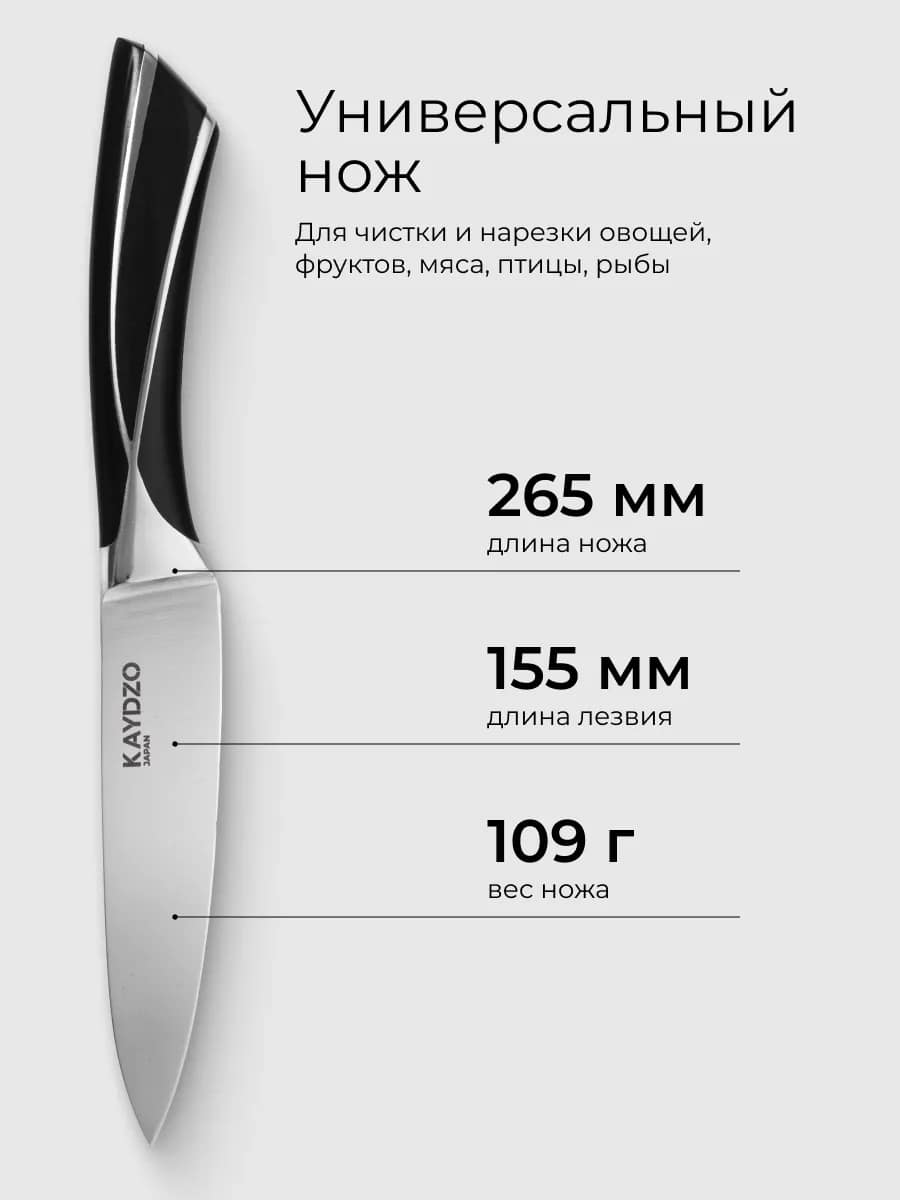 Универсальный
нож
Для чистки и нарезки овощей,
фруктов, мяса, птицы, рыбы
265 мм
длина ножа
155 мм
длина лезвия
109 г
вес ножа
KAYDZO
JAPAN